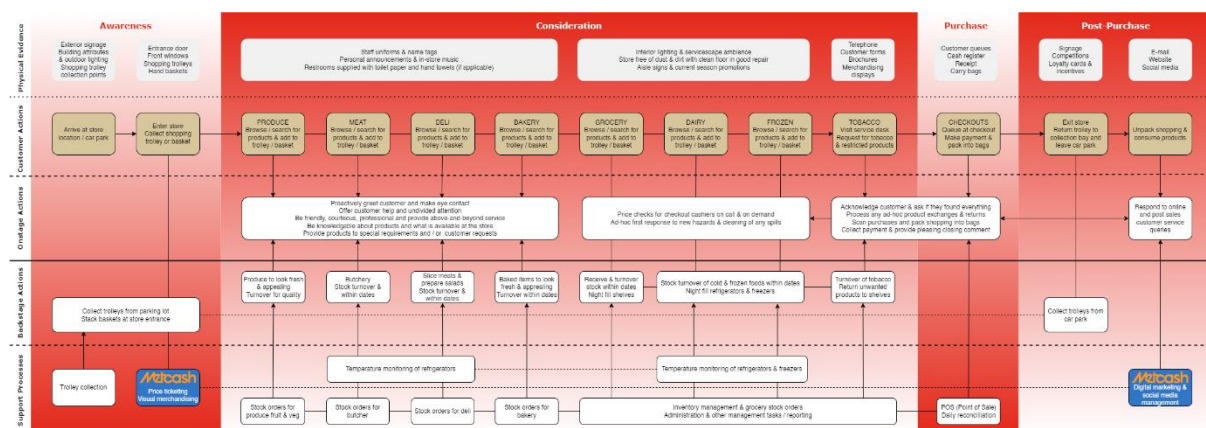 Awareness
Consideration
Purchase
Post-Purchase
Physical Evidence
Exterior signage
Building attributes
& outdoor lighting
Shopping trolley
collection points
Entrance door
Front windows
Shopping trolleys
Hand baskets
Staff uniforms & name tags
Personal announcements & in-store music
Restrooms supplied with toilet paper and hand towels (if applicable)
Interior lighting & servicescape ambience
Store free of dust & dirt with clean floor in good repair
Aisle signs & current season promotions
Telephone
Customer forms
Brochures
Merchandising
displays
Customer queues
Cash register
Receipt
Carry bags
Signage
Competitions
Loyalty cards &
incentives
E-mail
Website
Social media
Customer Actions
Arrive at store
location / car park
Enter store
Collect shopping
trolley or basket
PRODUCE
Browse / search for
products & add to
trolley / basket
MEAT
Browse / search for
products & add to
trolley / basket
DELI
Browse / search for
products & add to
trolley / basket
BAKERY
Browse / search for
products & add to
trolley / basket
GROCERY
Browse / search for
products & add to
trolley / basket
DAIRY
Browse / search for
products & add to
trolley / basket
FROZEN
Browse / search for
products & add to
trolley / basket
TOBACCO
Visit service desk
Request for tobacco
& restricted products
CHECKOUTS
Queue at checkout
Make payment &
pack into bags
Exit store
Return trolley to
collection bay and
leave car park
Unpack shopping &
consume products
Onstage Actions
Proactively greet customer and make eye contact
Offer customer help and undivided attention
Be friendly, courteous, professional and provide above-and-beyond service
Be knowledgable about products and what is available at the store
Provide products to special requirements and / or customer requests
Price checks for checkout cashiers on call & on demand
Ad-hoc first response to new hazards & cleaning of any spills
Acknowledge customer & ask if they found everything
Process any ad-hoc product exchanges & returns
Scan purchases and pack shopping into bags
Collect payment & provide pleasing closing comment
Respond to online
and post sales
customer service
queries
Backstage Actions
Produce to look fresh
& appealing
Turnover for quality
Butchery
Stock turnover &
within dates
Slice meats &
prepare salads
Stock turnover &
within dates
Baked items to look
fresh & appealing
Turnover within dates
Receive & turnover
stock within dates
Night fill shelves
Stock turnover of cold & frozen foods within dates
Night fill refrigerators & freezers
Turnover of tobacco
Return unwanted
products to shelves
Collect trolleys from parking lot
Stack baskets at store entrance
Collect trolleys from
car park
Support Processes
Trolley collection
Metcash
Price ticketing
Visual merchandising
Temperature monitoring of refrigerators
Temperature monitoring of refrigerators & freezers
Metcash
Digital marketing &
social media
management
Stock orders for
produce fruit & veg
Stock orders for
butcher
Stock orders for deli
Stock orders for
bakery
Inventory management & grocery stock orders
Administration & other management tasks / reporting
POS (Point of Sale)
Daily reconciliation